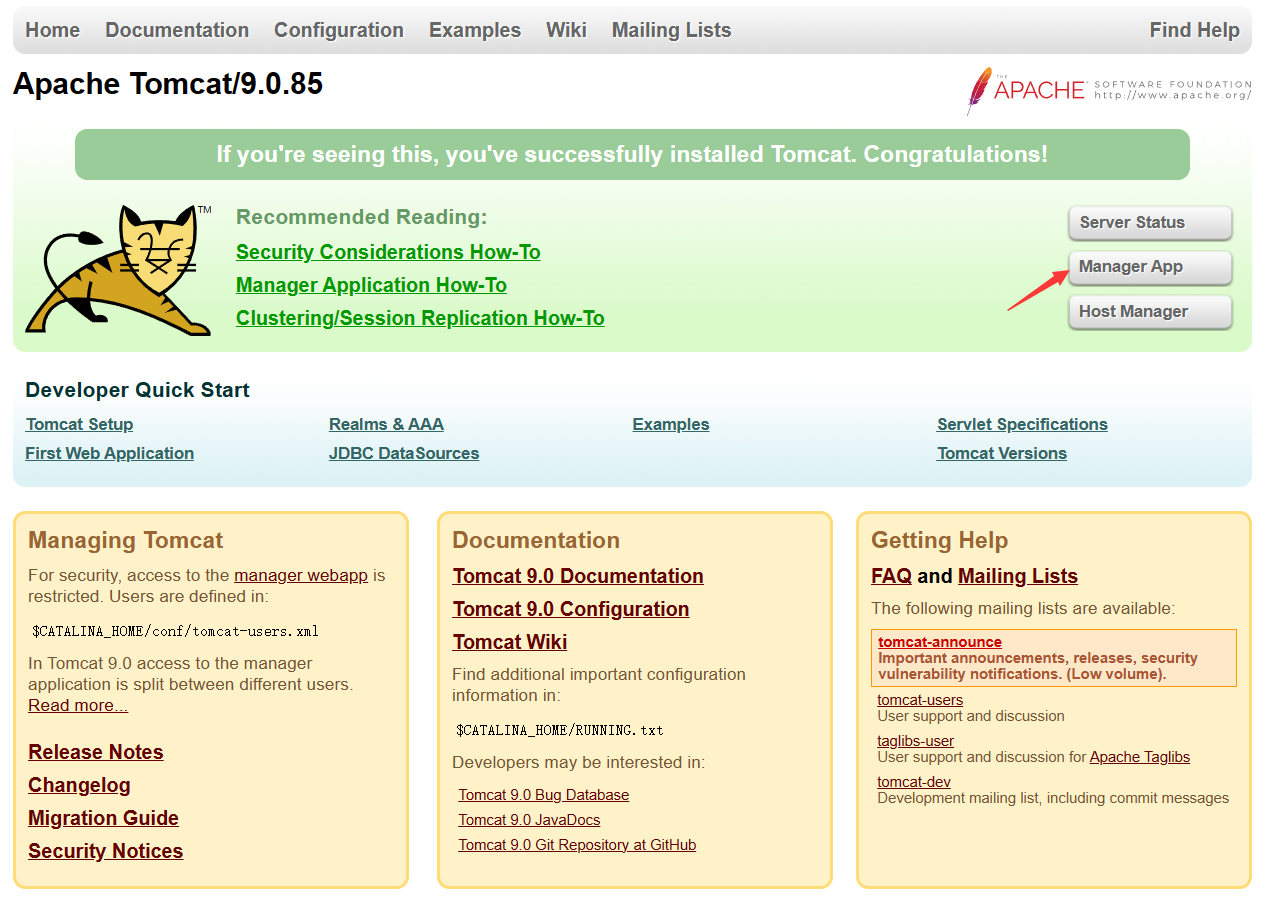 Home Documentation Configuration Examples Wiki Mailing Lists Find Help
Apache Tomcat/9.0.85
THE APACHE SOFTWARE FOUNDATION
http://www.apache.org/
If you're seeing this, you've successfully installed Tomcat. Congratulations!
TM
Recommended Reading:
Security Considerations How-To
Manager Application How-To
Clustering/Session Replication How-To
Server Status
Manager App
Host Manager
Developer Quick Start
Tomcat Setup
First Web Application
Realms & AAA
JDBC DataSources
Examples
Servlet Specifications
Tomcat Versions
Managing Tomcat
For security, access to the manager webapp is
restricted. Users are defined in:
$CATALINA_HOME/conf/tomcat-users.xml
In Tomcat 9.0 access to the manager
application is split between different users.
Read more...
Release Notes
Changelog
Migration Guide
Security Notices
Documentation
Tomcat 9.0 Documentation
Tomcat 9.0 Configuration
Tomcat Wiki
Find additional important configuration
information in:
$CATALINA_HOME/RUNNING.txt
Developers may be interested in:
Tomcat 9.0 Bug Database
Tomcat 9.0 JavaDocs
Tomcat 9.0 Git Repository at GitHub
Getting Help
FAQ and Mailing Lists
The following mailing lists are available:
tomcat-announce
Important announcements, releases, security
vulnerability notifications. (Low volume).
tomcat-users
User support and discussion
taglibs-user
User support and discussion for Apache Taglibs
tomcat-dev
Development mailing list, including commit messages